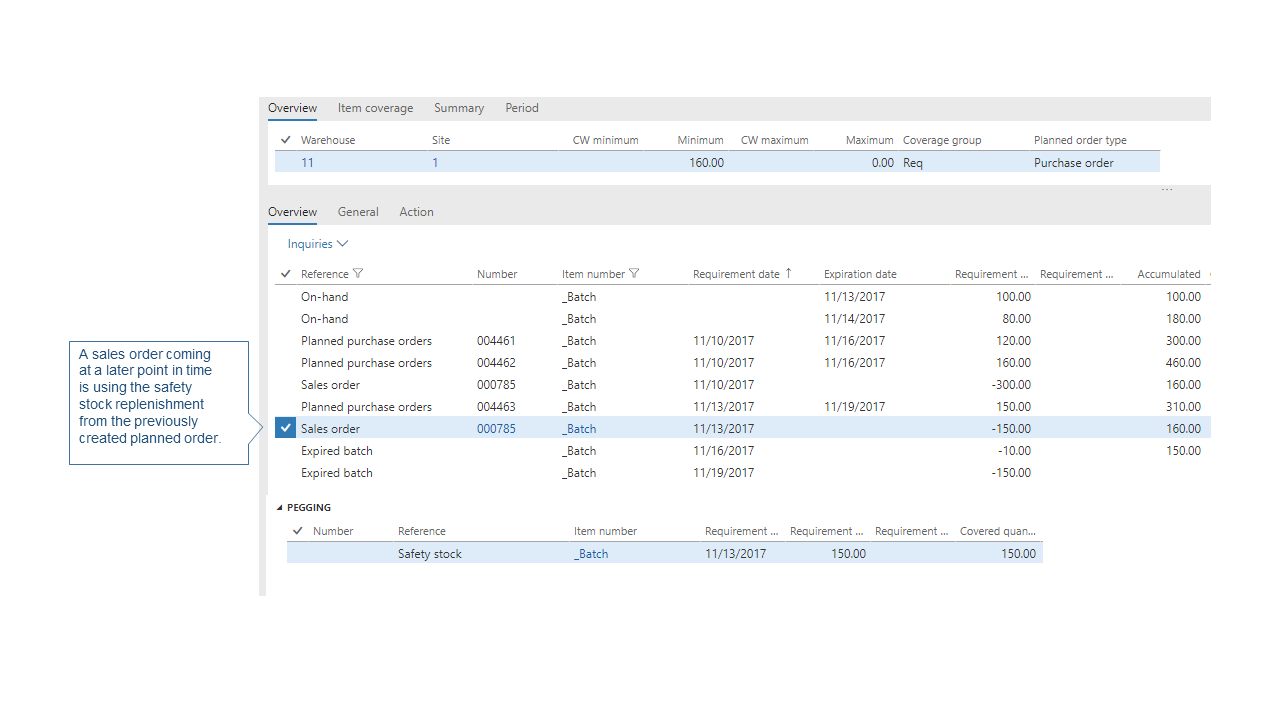 Overview Item coverage Summary Period
Warehouse Site CW minimum Minimum CW maximum Maximum Coverage group Planned order type
11 1 160.00 0.00 Req Purchase order
...
Overview General Action
Inquiries
Reference Number Item number Requirement date ↑ Expiration date Requirement ... Requirement ... Accumulated
On-hand _Batch 11/13/2017 100.00 100.00
On-hand _Batch 11/14/2017 80.00 180.00
Planned purchase orders 004461 _Batch 11/10/2017 11/16/2017 120.00 300.00
Planned purchase orders 004462 _Batch 11/10/2017 11/16/2017 160.00 460.00
Sales order 000785 _Batch 11/10/2017 -300.00 160.00
Planned purchase orders 004463 _Batch 11/13/2017 11/19/2017 150.00 310.00
Sales order 000785 _Batch 11/13/2017 -150.00 160.00
Expired batch _Batch 11/16/2017 -10.00 150.00
Expired batch _Batch 11/19/2017 -150.00
A sales order coming
at a later point in time
is using the safety
stock replenishment
from the previously
created planned order.
PEGGING
Number Reference Item number Requirement ... Requirement ... Requirement ... Covered quan...
Safety stock _Batch 11/13/2017 150.00 150.00